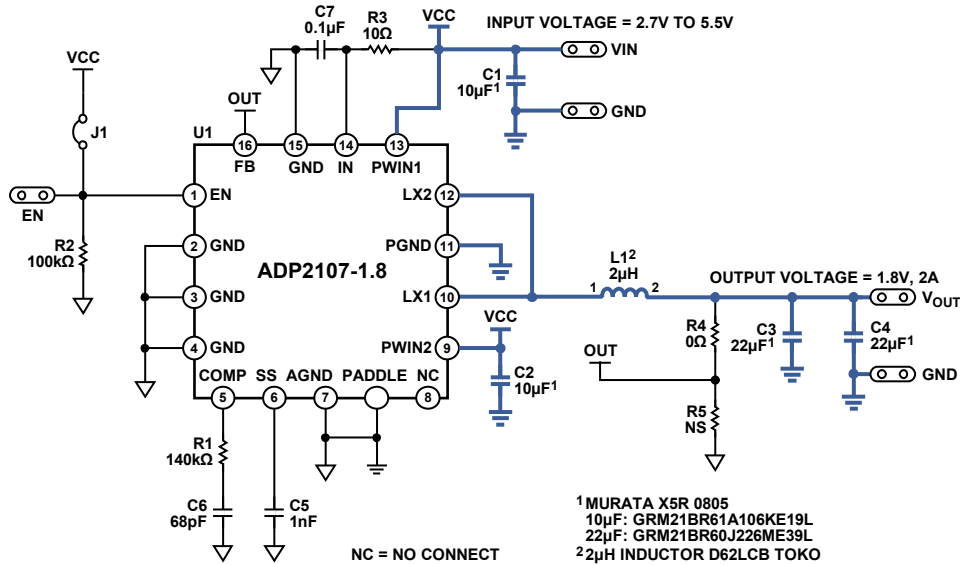 C7
0.1µF
R3
10Ω
VCC
INPUT VOLTAGE = 2.7V TO 5.5V
VIN
C1
10µF¹
GND
VCC
J1
OUT
U1
16
15
14
13
FB
GND
IN
PWIN1
EN
1
EN
R2
100kΩ
2
GND
3
GND
4
GND
ADP2107-1.8
LX2
12
PGND
11
LX1
10
PWIN2
9
L1²
2µH
1
2
OUTPUT VOLTAGE = 1.8V, 2A
VOUT
VCC
C2
10µF¹
R4
0Ω
C3
22µF¹
C4
22µF¹
GND
OUT
R5
NS
COMP
SS
AGND
PADDLE
NC
5
6
7
8
R1
140kΩ
C6
68pF
C5
1nF
NC = NO CONNECT
¹ MURATA X5R 0805
10µF: GRM21BR61A106KE19L
22µF: GRM21BR60J226ME39L
² 2µH INDUCTOR D62LCB TOKO